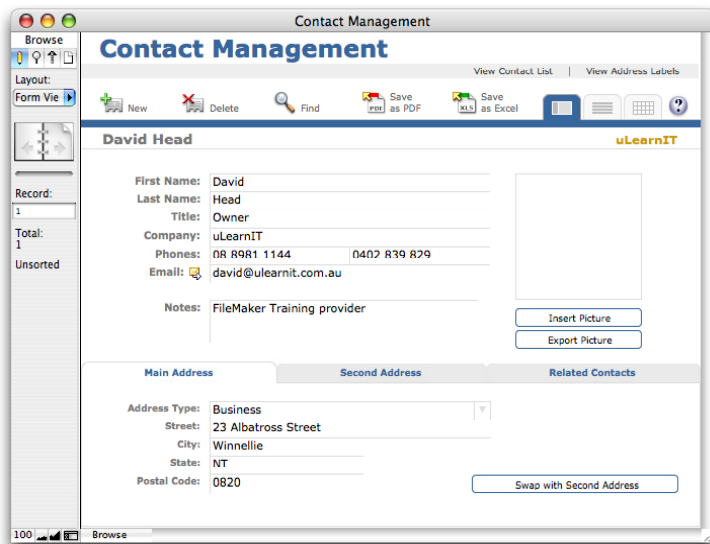 Contact Management
Browse
Layout:
Form Vie
Record:
1
Total:
1
Unsorted
Contact Management
View Contact List | View Address Labels
New
Delete
Find
PDF
Save as PDF
XLS
Save as Excel
?
David Head
uLearnIT
First Name: David
Last Name: Head
Title: Owner
Company: uLearnIT
Phones: 08 8981 1144 0402 839 829
Email: david@ulearnit.com.au
Notes: FileMaker Training provider
Insert Picture
Export Picture
Main Address Second Address Related Contacts
Address Type: Business
Street: 23 Albatross Street
City: Winnellie
State: NT
Postal Code: 0820
Swap with Second Address
100 Browse